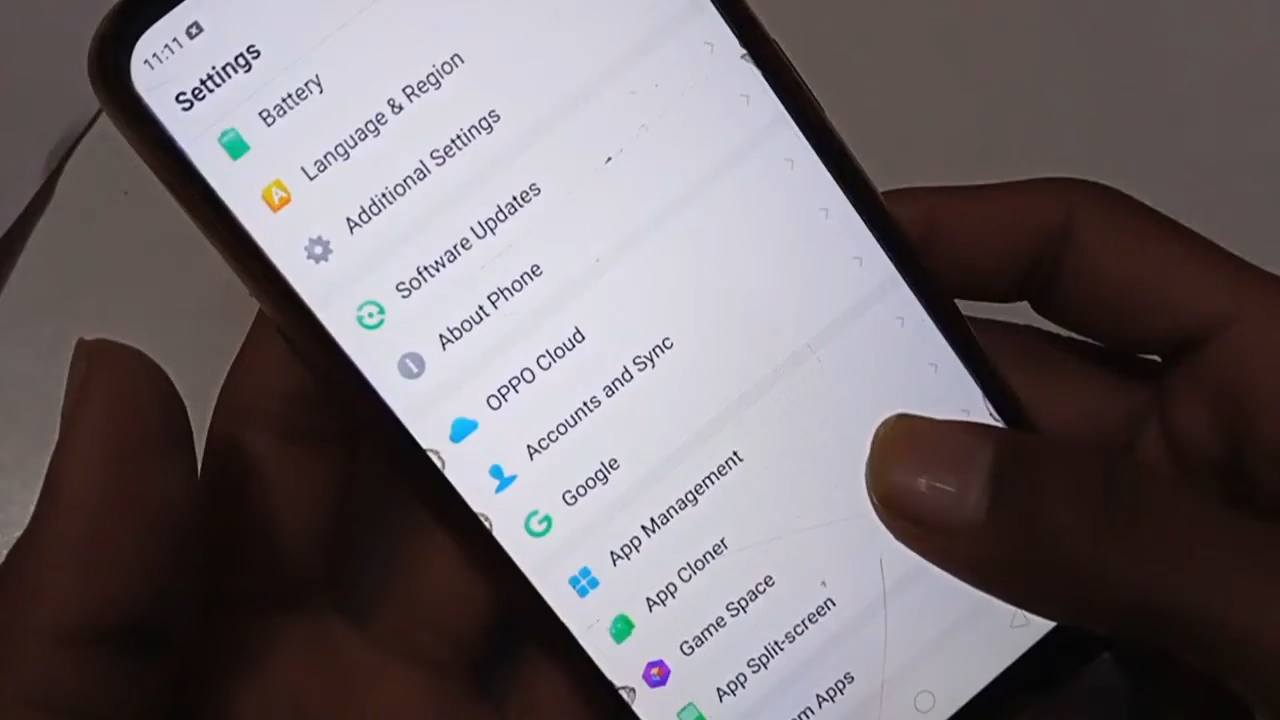 11:11
Settings
Battery
Language & Region
Additional Settings
Software Updates
About Phone
OPPO Cloud
Accounts and Sync
Google
App Management
App Cloner
Game Space
App Split-screen
Apps